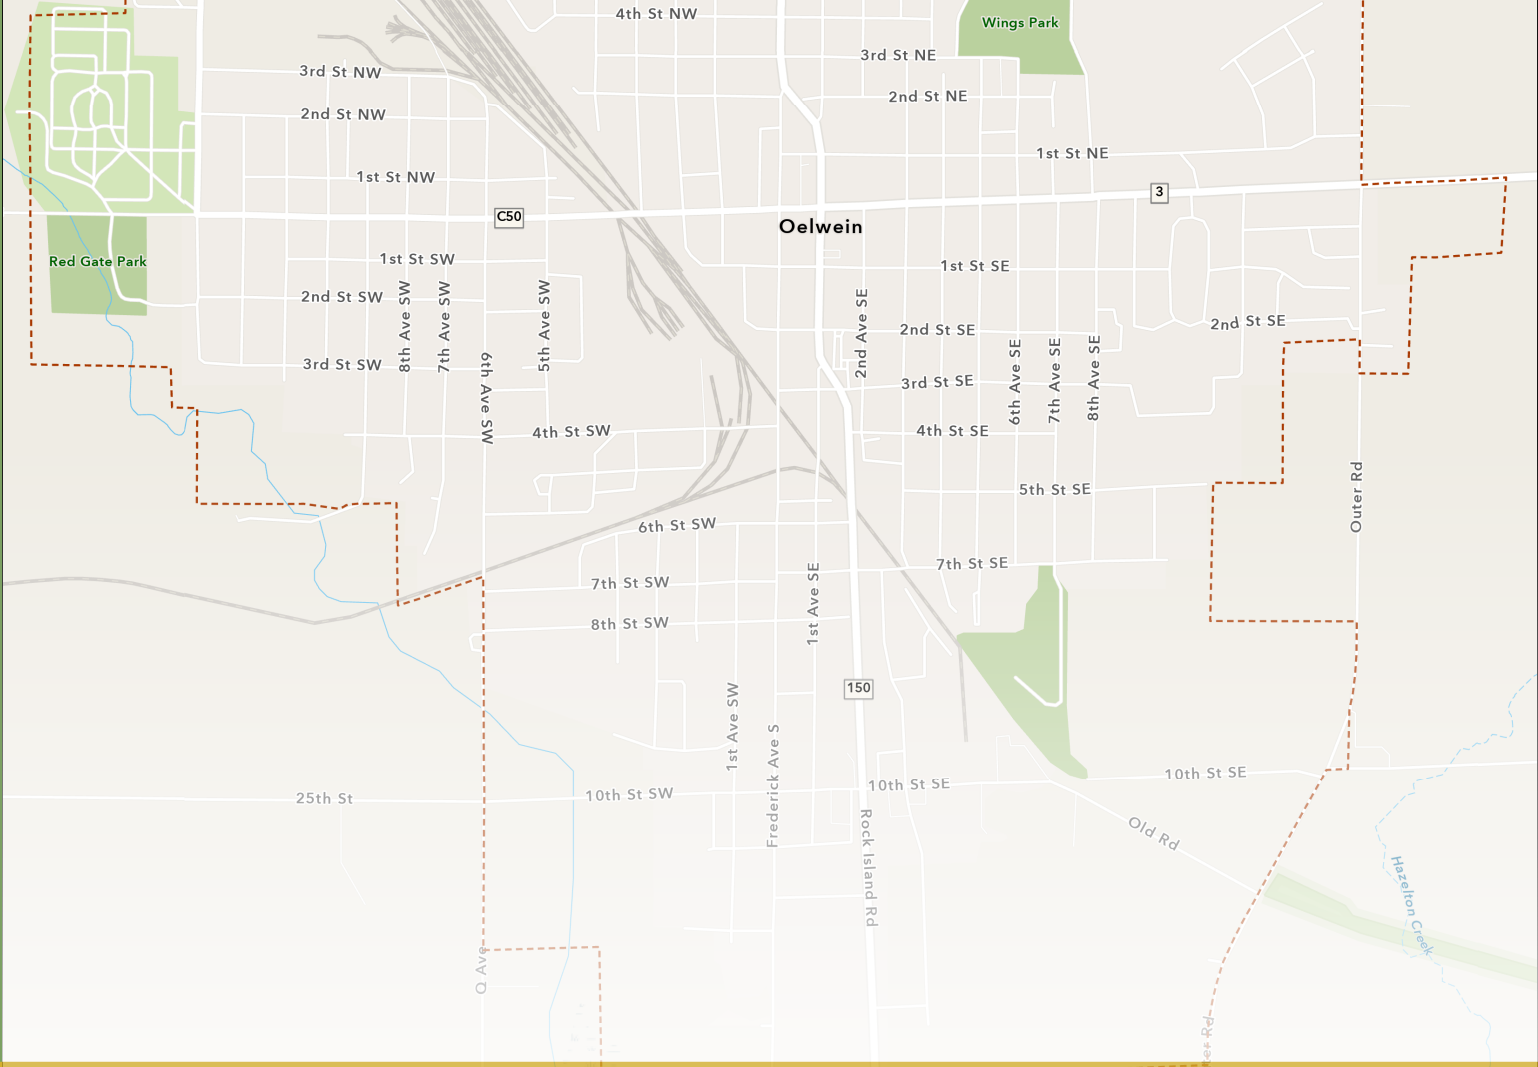 4th St NW
Wings Park
3rd St NE
3rd St NW
2nd St NE
2nd St NW
1st St NE
1st St NW
3
C50
Oelwein
1st St SW
Red Gate Park
1st St SE
2nd St SW
8th Ave SW
7th Ave SW
5th Ave SW
2nd Ave SE
2nd St SE
2nd St SE
3rd St SW
6th Ave SW
3rd St SE
6th Ave SE
7th Ave SE
8th Ave SE
4th St SW
4th St SE
5th St SE
Outer Rd
6th St SW
7th St SE
7th St SW
1st Ave SE
8th St SW
150
1st Ave SW
Frederick Ave S
10th St SE
10th St SE
25th St
10th St SW
Rock Island Rd
Old Rd
Hazelton Creek
Q Ave
ter Rd